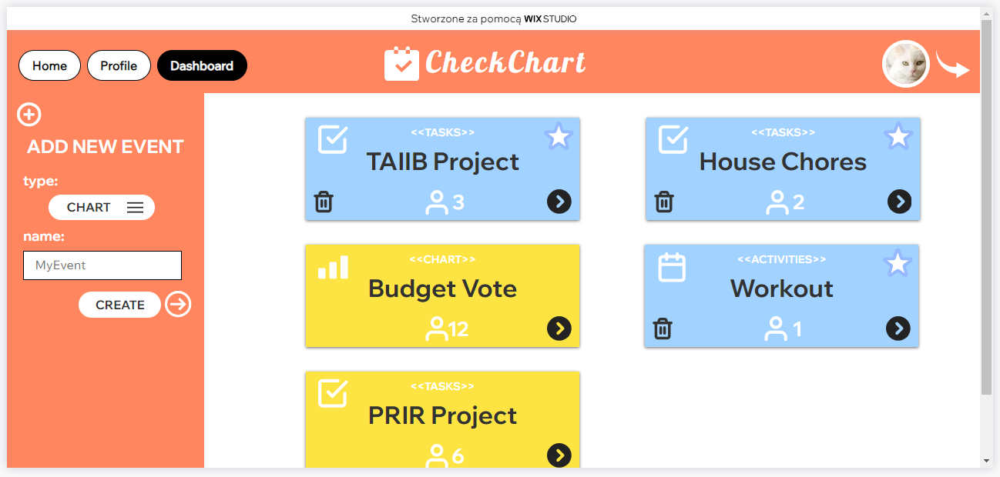 Stworzone za pomocą WIX STUDIO
Home
Profile
Dashboard
CheckChart
ADD NEW EVENT
type:
CHART
name:
MyEvent
CREATE
<<TASKS>>
TAIIB Project
3
<<TASKS>>
House Chores
2
<<CHART>>
Budget Vote
12
<<ACTIVITIES>>
Workout
1
<<TASKS>>
PRIR Project
6